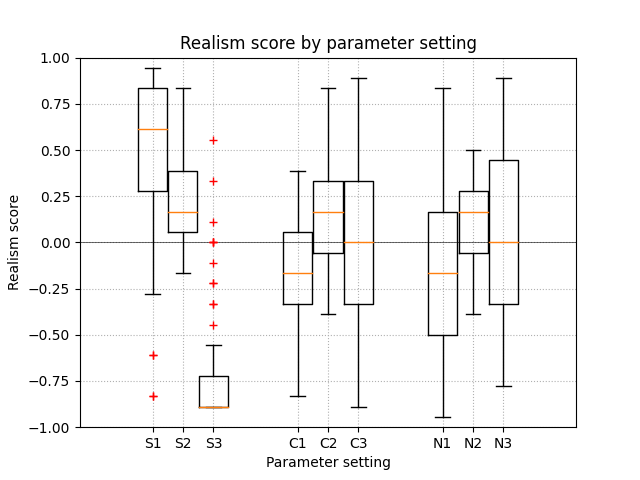 Realism score by parameter setting
1.00
0.75
0.50
0.25
0.00
−0.25
−0.50
−0.75
−1.00
Realism score
S1 S2 S3 C1 C2 C3 N1 N2 N3
Parameter setting